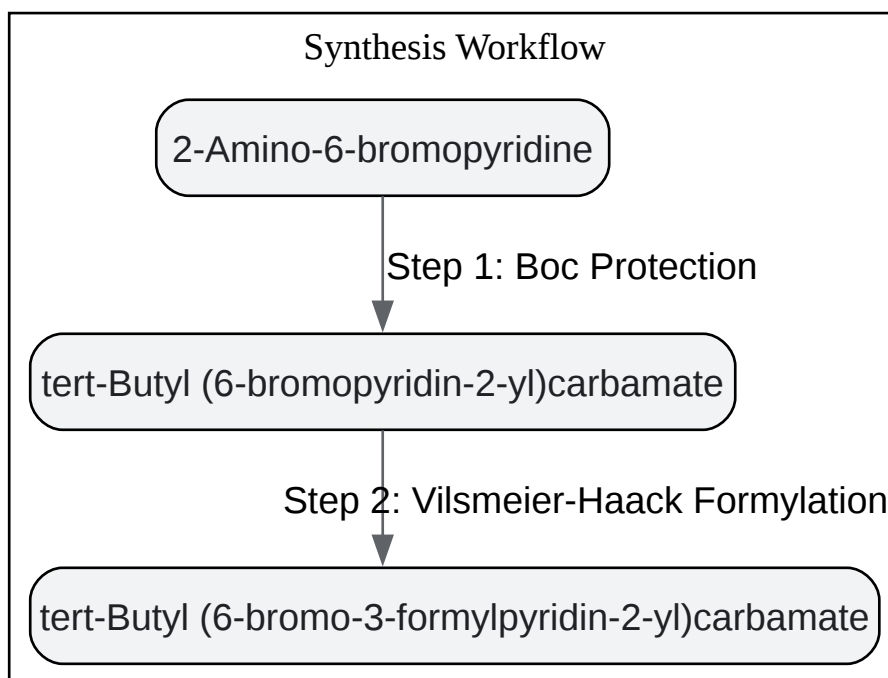 Synthesis Workflow
2-Amino-6-bromopyridine
Step 1: Boc Protection
tert-Butyl (6-bromopyridin-2-yl)carbamate
Step 2: Vilsmeier-Haack Formylation
tert-Butyl (6-bromo-3-formylpyridin-2-yl)carbamate